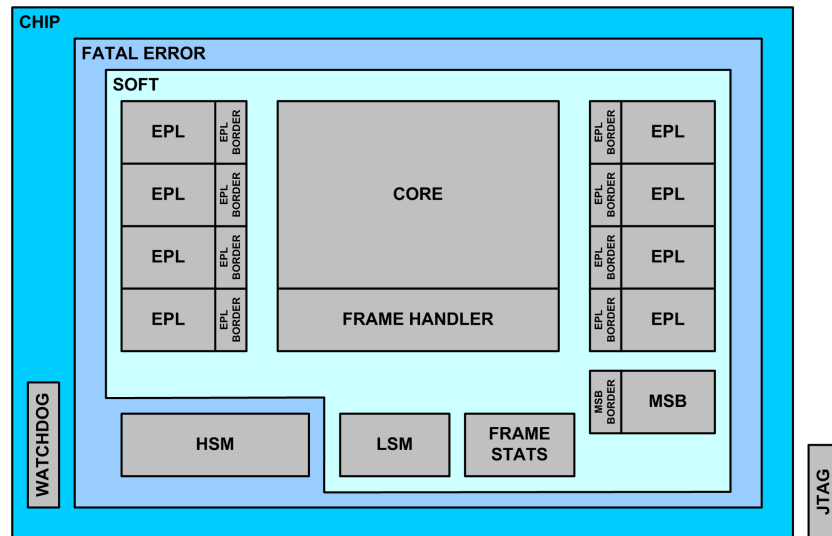 CHIP
FATAL ERROR
SOFT
EPL
EPL
BORDER
EPL
EPL
BORDER
EPL
EPL
BORDER
EPL
EPL
BORDER
CORE
FRAME HANDLER
EPL
BORDER
EPL
EPL
BORDER
EPL
EPL
BORDER
EPL
EPL
BORDER
EPL
MSB
BORDER
MSB
WATCHDOG
HSM
LSM
FRAME
STATS
JTAG